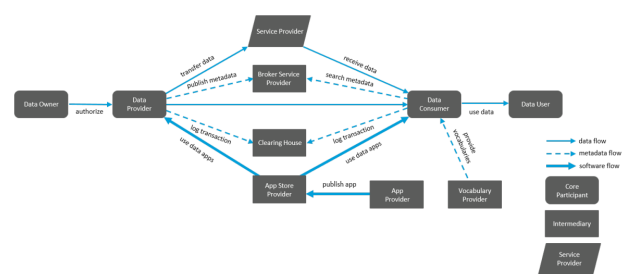 Service Provider
transfer data
receive data
publish metadata
search metadata
Broker Service
Provider
Data Owner
authorize
Data
Provider
Data
Consumer
use data
Data User
log transaction
log transaction
Clearing House
use data apps
use data apps
provide
vocabularies
App Store
Provider
publish app
App
Provider
Vocabulary
Provider
data flow
metadata flow
software flow
Core
Participant
Intermediary
Service
Provider